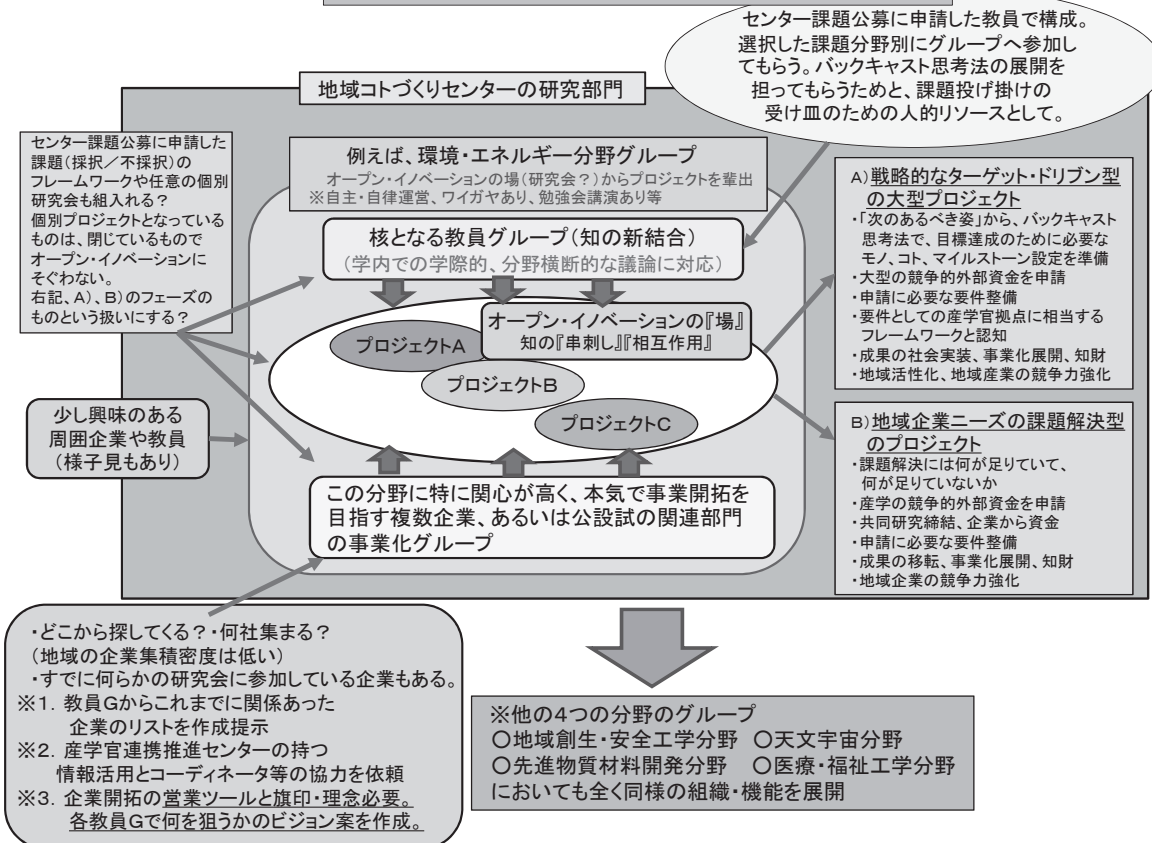 センター課題公募に申請した教員で構成。
選択した課題分野別にグループへ参加し
てもらう。バックキャスト思考法の展開を
担ってもらうためと、課題投げ掛けの
受け皿のための人的リソースとして。
地域コトづくりセンターの研究部門
センター課題公募に申請した
課題(採択/不採択)の
フレームワークや任意の個別
研究会も組入れる?
個別プロジェクトとなっている
ものは、閉じているもので
オープン・イノベーションに
そぐわない。
右記、A)、B)のフェーズの
ものという扱いにする?
例えば、環境・エネルギー分野グループ
オープン・イノベーションの場(研究会?)からプロジェクトを輩出
※自主・自律運営、ワイガヤあり、勉強会講演あり等
核となる教員グループ(知の新結合)
(学内での学際的、分野横断的な議論に対応)
オープン・イノベーションの『場』
知の『串刺し』『相互作用』
プロジェクトA
プロジェクトB
プロジェクトC
少し興味のある
周囲企業や教員
(様子見もあり)
この分野に特に関心が高く、本気で事業開拓を
目指す複数企業、あるいは公設試の関連部門
の事業化グループ
A)戦略的なターゲット・ドリブン型
の大型プロジェクト
・「次のあるべき姿」から、バックキャスト
思考法で、目標達成のために必要な
モノ、コト、マイルストーン設定を準備
・大型の競争的外部資金を申請
・申請に必要な要件整備
・要件としての産学官拠点に相当する
フレームワークと認知
・成果の社会実装、事業化展開、知財
・地域活性化、地域産業の競争力強化
B)地域企業ニーズの課題解決型
のプロジェクト
・課題解決には何が足りていて、
何が足りていないか
・産学の競争的外部資金を申請
・共同研究締結、企業から資金
・申請に必要な要件整備
・成果の移転、事業化展開、知財
・地域企業の競争力強化
・どこから探してくる?・何社集まる?
(地域の企業集積密度は低い)
・すでに何らかの研究会に参加している企業もある。
※1. 教員Gからこれまでに関係あった
企業のリストを作成提示
※2. 産学官連携推進センターの持つ
情報活用とコーディネータ等の協力を依頼
※3. 企業開拓の営業ツールと旗印・理念必要。
各教員Gで何を狙うかのビジョン案を作成。
※他の4つの分野のグループ
○地域創生・安全工学分野 ○天文宇宙分野
○先進物質材料開発分野 ○医療・福祉工学分野
においても全く同様の組織・機能を展開